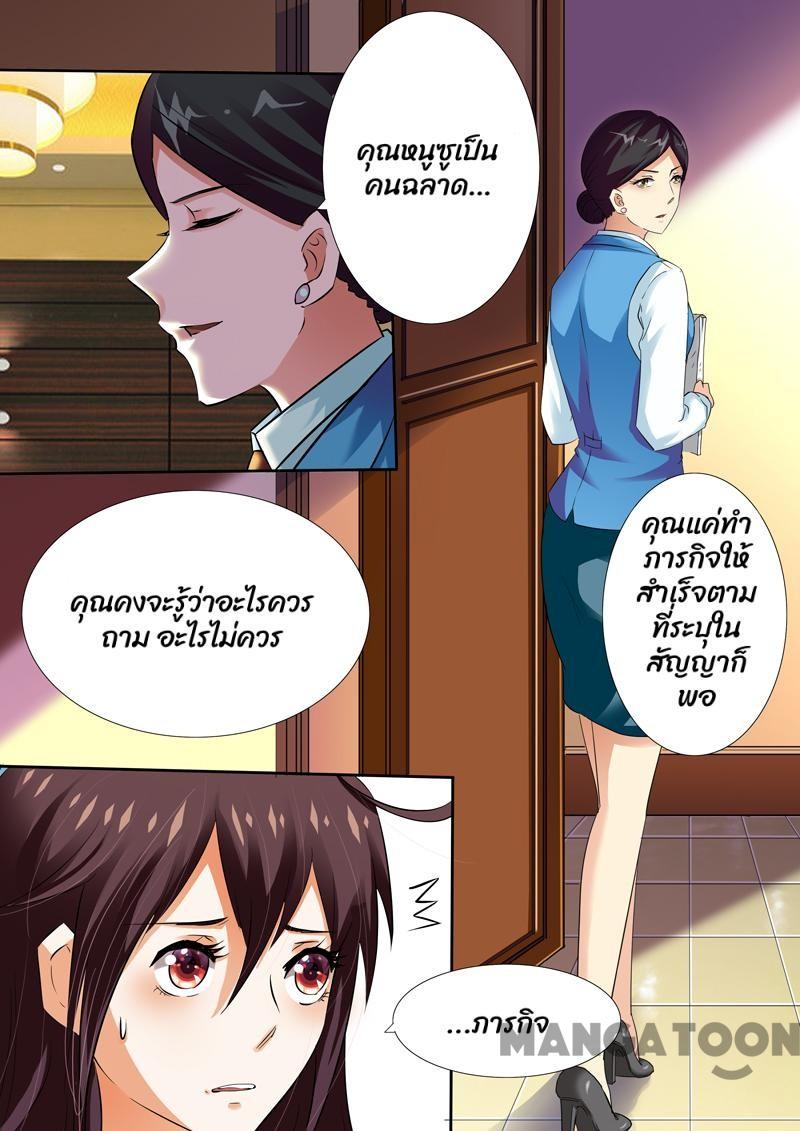 คุณหนูซูเป็น
คนฉลาด...
คุณคงจะรู้ว่าอะไรควร
ถาม อะไรไม่ควร
คุณแค่ทำ
ภารกิจให้
สำเร็จตาม
ที่ระบุใน
สัญญาก็
พอ
...ภารกิจ
MANGATOON